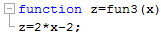 function z=fun3(x)
z=2*x-2;